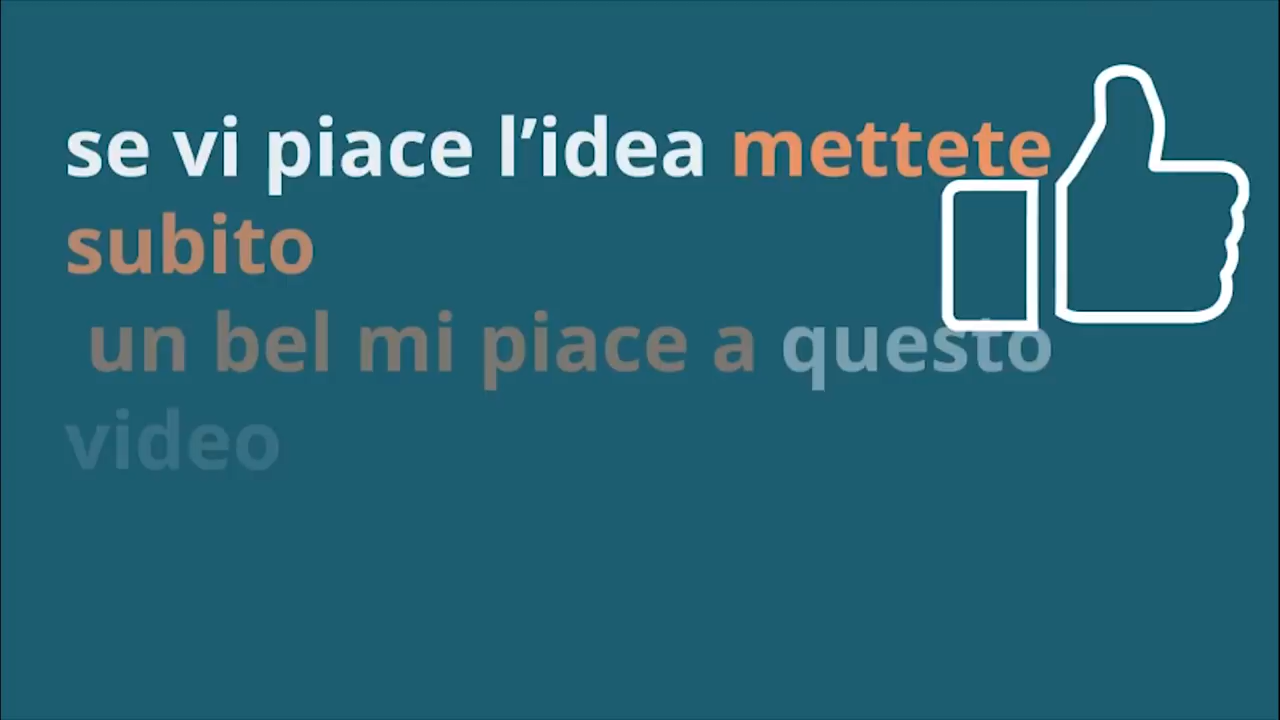 se vi piace l’idea mettete
subito
un bel mi piace a questo
video